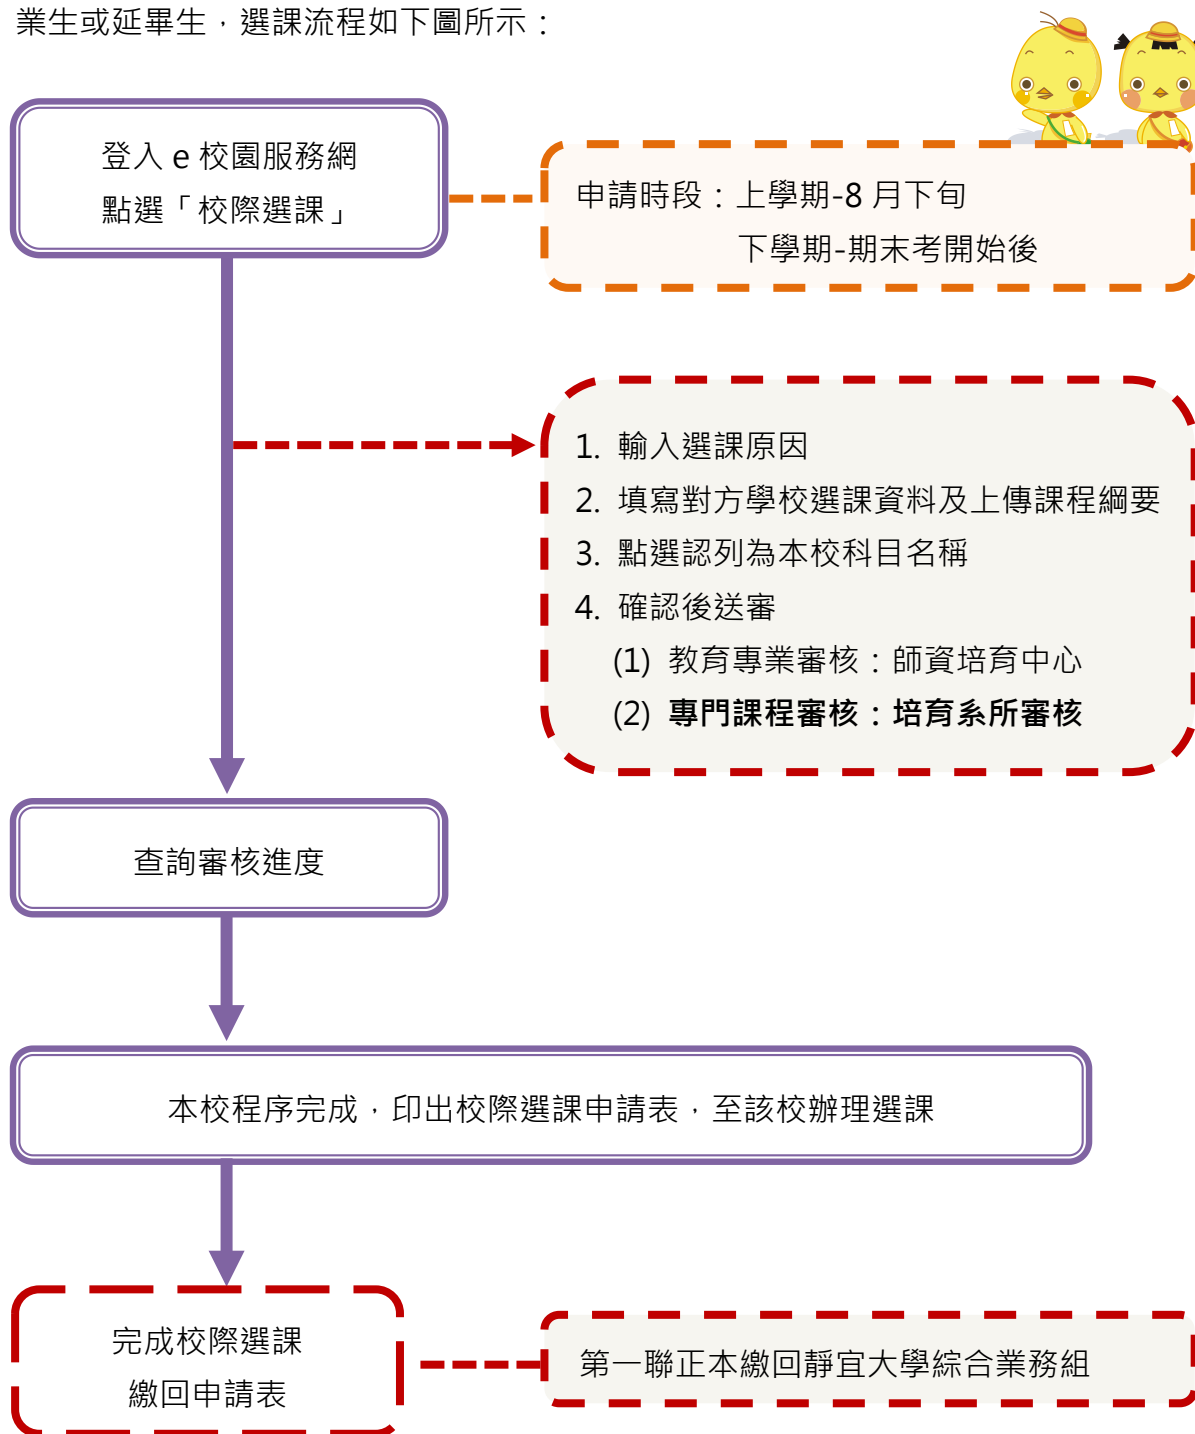 業生或延畢生，選課流程如下圖所示：
登入 e 校園服務網
點選「校際選課」
申請時段：上學期-8 月下旬
下學期-期末考開始後
1. 輸入選課原因
2. 填寫對方學校選課資料及上傳課程綱要
3. 點選認列為本校科目名稱
4. 確認後送審
(1) 教育專業審核：師資培育中心
(2) 專門課程審核：培育系所審核
查詢審核進度
本校程序完成，印出校際選課申請表，至該校辦理選課
完成校際選課
繳回申請表
第一聯正本繳回靜宜大學綜合業務組